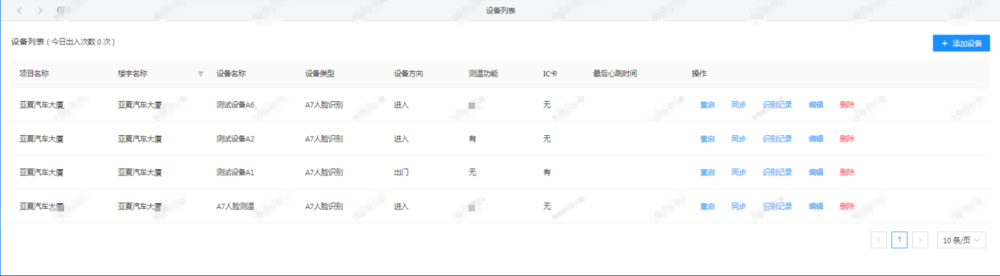 设备列表
设备列表 ( 今日出入次数 0 次 )
+ 添加设备
项目名称 楼宇名称 设备名称 设备类型 设备方向 测温功能 IC卡 最后心跳时间 操作
亚夏汽车大厦 亚夏汽车大厦 测试设备A6 A7人脸识别 进入 无 重启 同步 识别记录 编辑 删除
亚夏汽车大厦 亚夏汽车大厦 测试设备A2 A7人脸识别 进入 有 无 重启 同步 识别记录 编辑 删除
亚夏汽车大厦 亚夏汽车大厦 测试设备A1 A7人脸识别 出门 无 有 重启 同步 识别记录 编辑 删除
亚夏汽车大厦 亚夏汽车大厦 A7人脸测温 A7人脸识别 进入 无 重启 同步 识别记录 编辑 删除
1 10 条/页